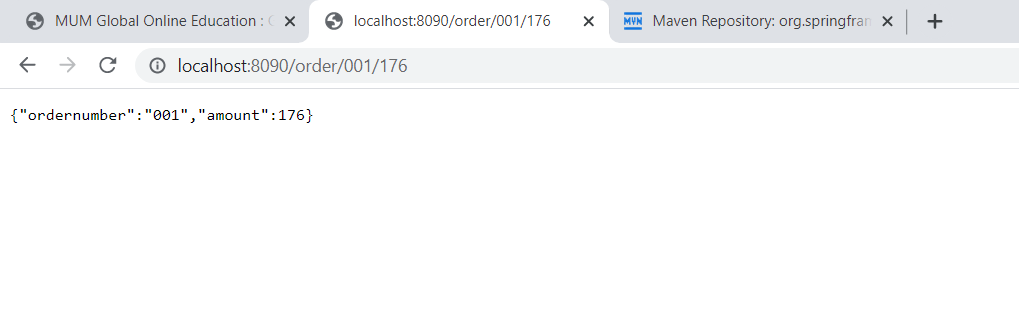 MUM Global Online Education :
localhost:8090/order/001/176
MVN
Maven Repository: org.springfran
localhost:8090/order/001/176
{"ordernumber":"001","amount":176}